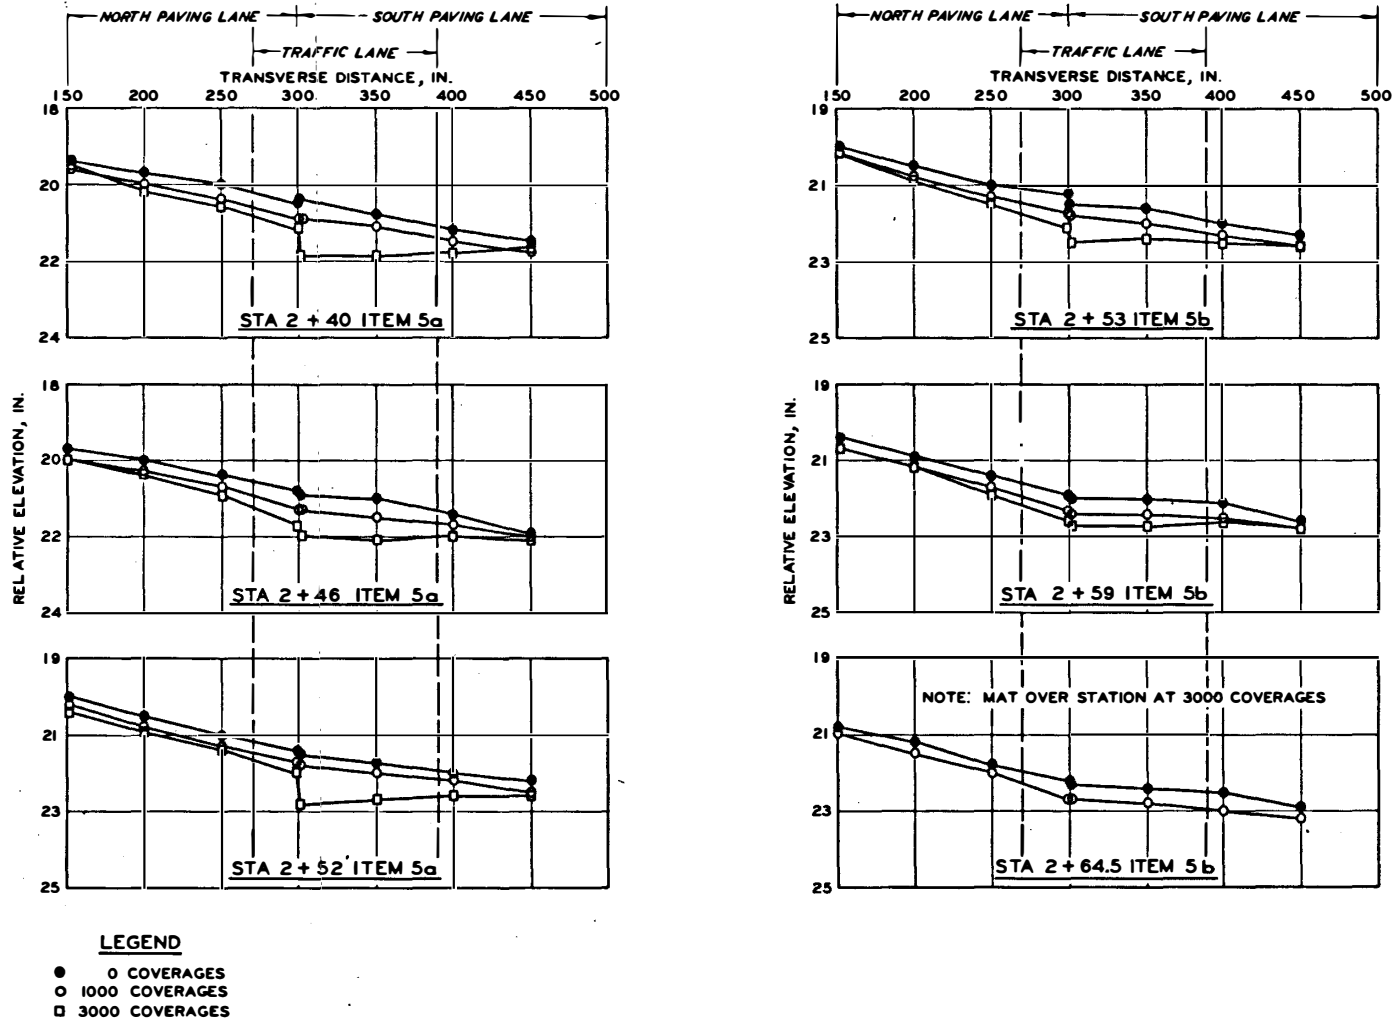 NORTH PAVING LANE SOUTH PAVING LANE
TRAFFIC LANE
TRANSVERSE DISTANCE, IN.
150 200 250 300 350 400 450 500
18
20
22
24
STA 2 + 40 ITEM 5a
18
20
22
24
RELATIVE ELEVATION, IN.
STA 2 + 46 ITEM 5a
19
21
23
25
STA 2 + 52 ITEM 5a
NORTH PAVING LANE SOUTH PAVING LANE
TRAFFIC LANE
TRANSVERSE DISTANCE, IN.
150 200 250 300 350 400 450 500
19
21
23
25
STA 2 + 53 ITEM 5b
19
21
23
25
RELATIVE ELEVATION, IN.
STA 2 + 59 ITEM 5b
19
21
23
25
NOTE: MAT OVER STATION AT 3000 COVERAGES
STA 2 + 64.5 ITEM 5b
LEGEND
0 COVERAGES
1000 COVERAGES
3000 COVERAGES